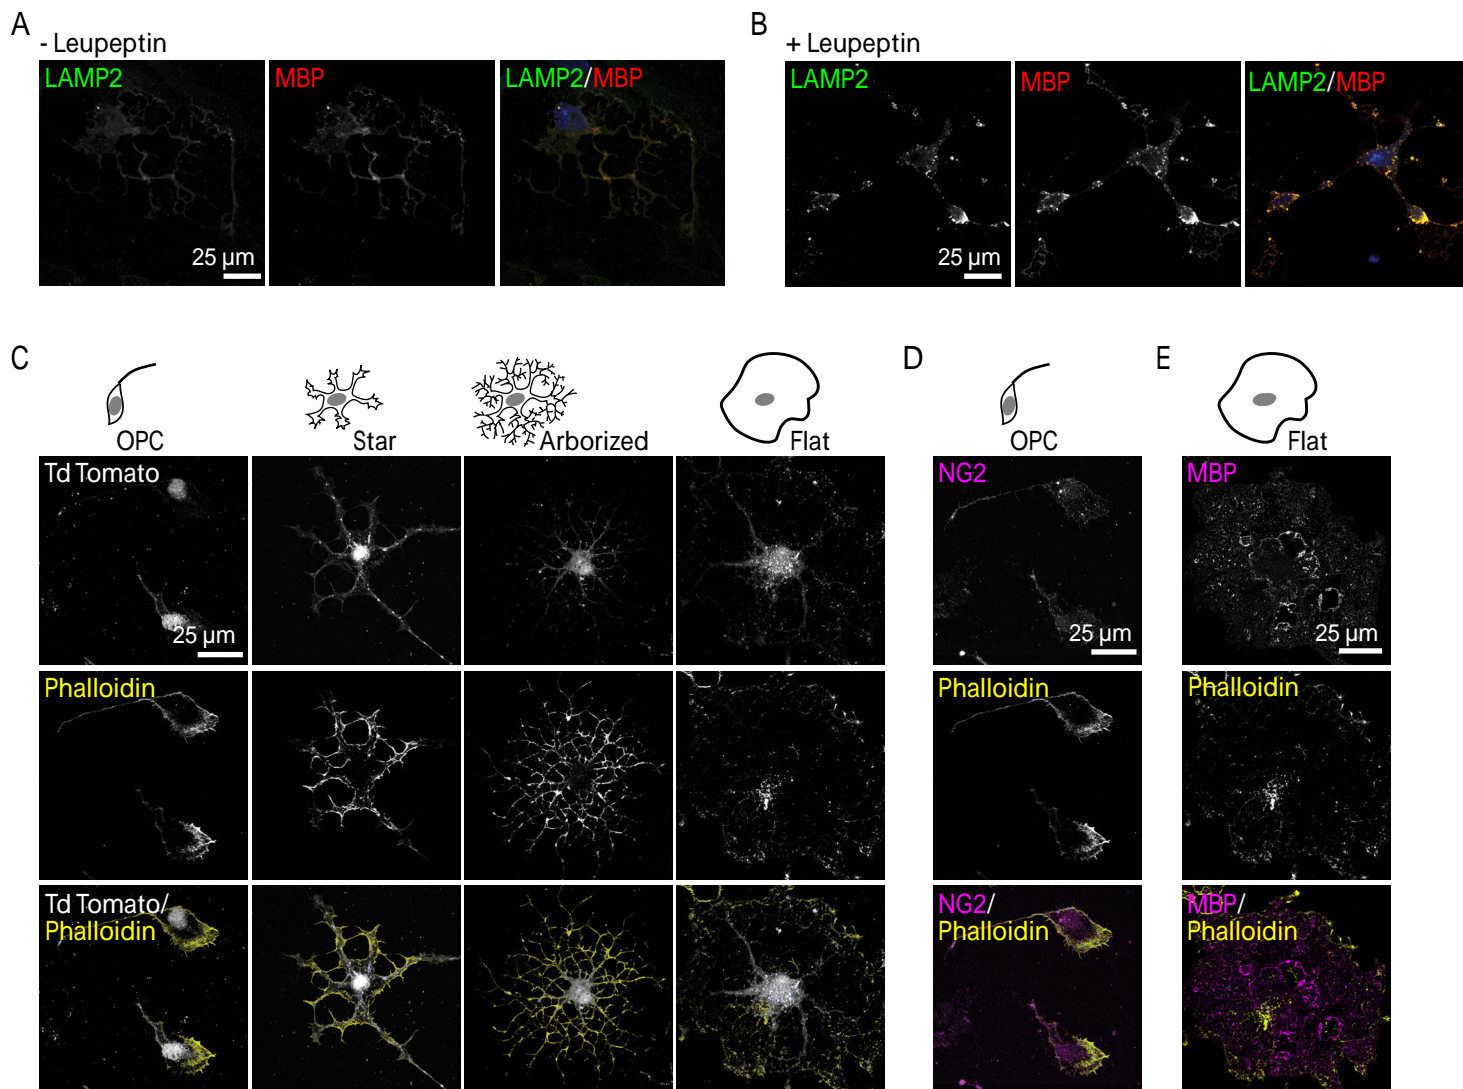 A
- Leupeptin
LAMP2
MBP
LAMP2/MBP
25 µm
B
+ Leupeptin
LAMP2
MBP
LAMP2/MBP
25 µm
C
OPC
Star
Arborized
Flat
Td Tomato
25 µm
Phalloidin
Td Tomato/
Phalloidin
D
OPC
NG2
25 µm
Phalloidin
NG2/
Phalloidin
E
Flat
MBP
25 µm
Phalloidin
MBP/
Phalloidin